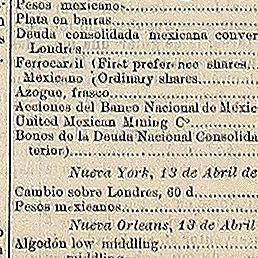 Pesos mexicanos
Plata en barras
Deuda consolidada mexicana conver
Londres
Ferrocarril (First preference shares.
Mexicano (Ordinary shares
Azogue, frasco
Acciones del Banco Nacional de Méxic
United Mexican Mining Cº
Bonos de la Deuda Nacional Consolida
terior)
Nueva York, 13 de Abril de
Cambio sobre Londres, 60 d
Pesos mexicanos
Nueva Orleans, 13 de Abril
Algodón low middling
middling